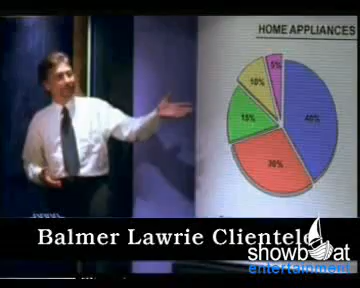 HOME APPLIANCES
5%
10%
15%
40%
30%
Balmer Lawrie Clientele
showboat
entertainment